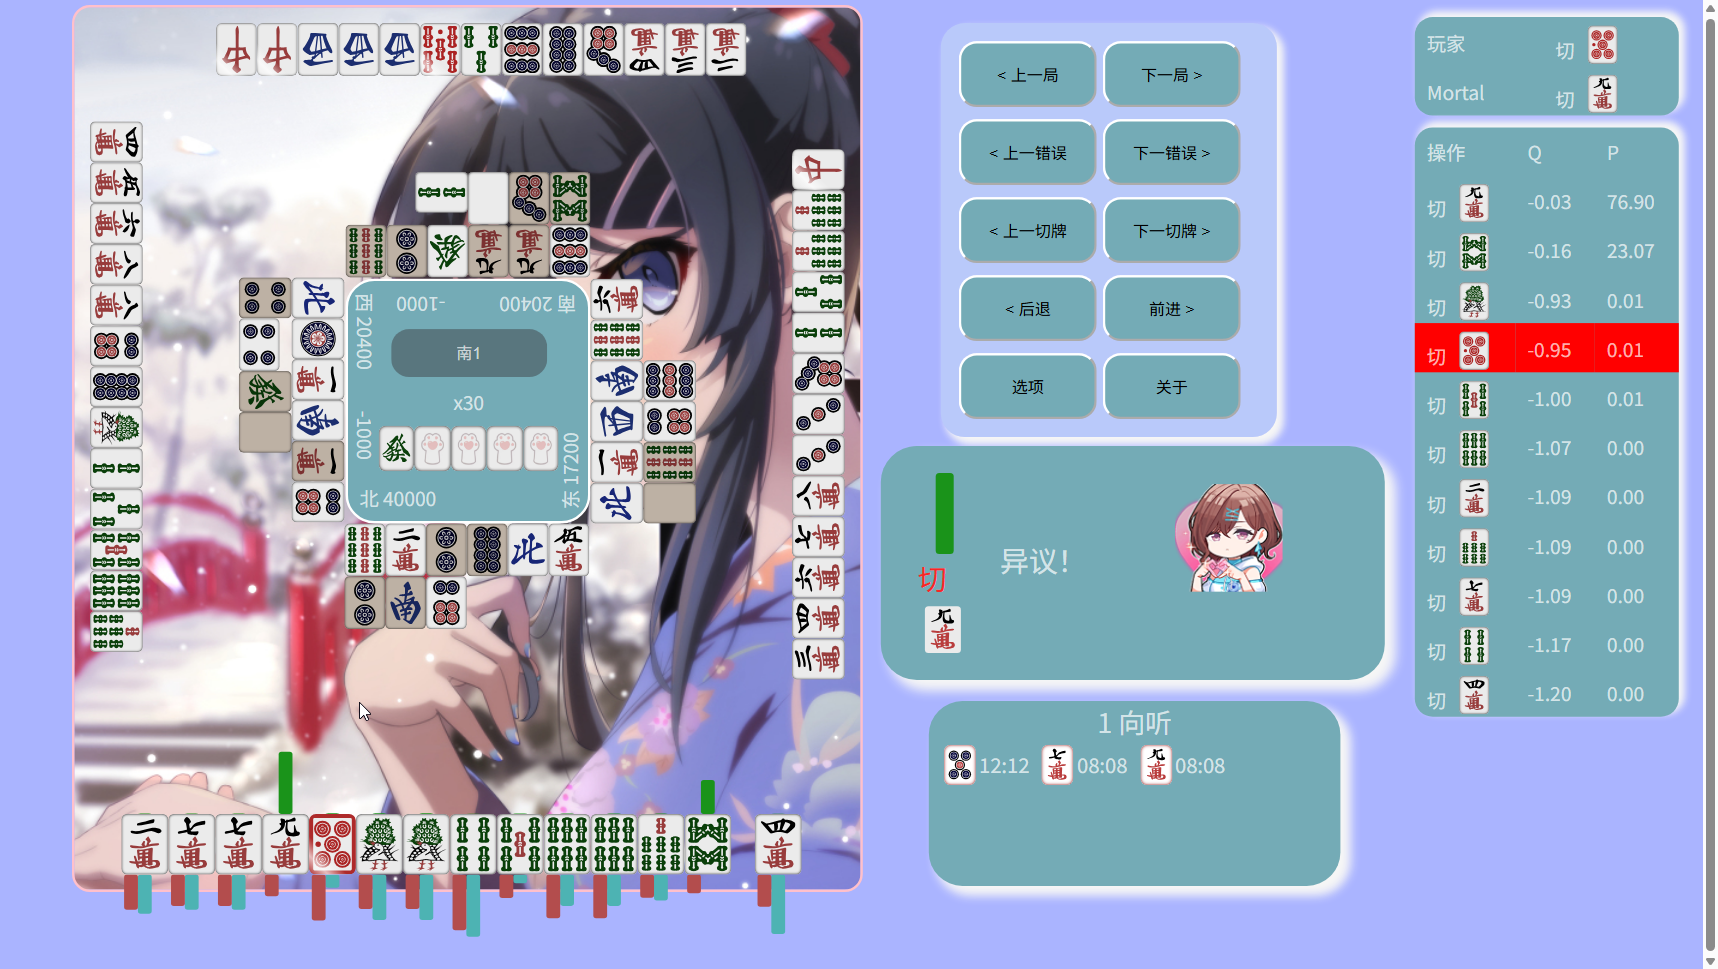 < 上一局
下一局 >
< 上一错误
下一错误 >
< 上一切牌
下一切牌 >
< 后退
前进 >
选项
关于
玩家 切
Mortal 切
操作 Q P
切 -0.03 76.90
切 -0.16 23.07
切 -0.93 0.01
切 -0.95 0.01
切 -1.00 0.01
切 -1.07 0.00
切 -1.09 0.00
切 -1.09 0.00
切 -1.09 0.00
切 -1.17 0.00
切 -1.20 0.00
南 20400 -1000
西 20400 -1000
南1
x30
北 40000
东 17200
切
异议!
1 向听
12:12 08:08 08:08